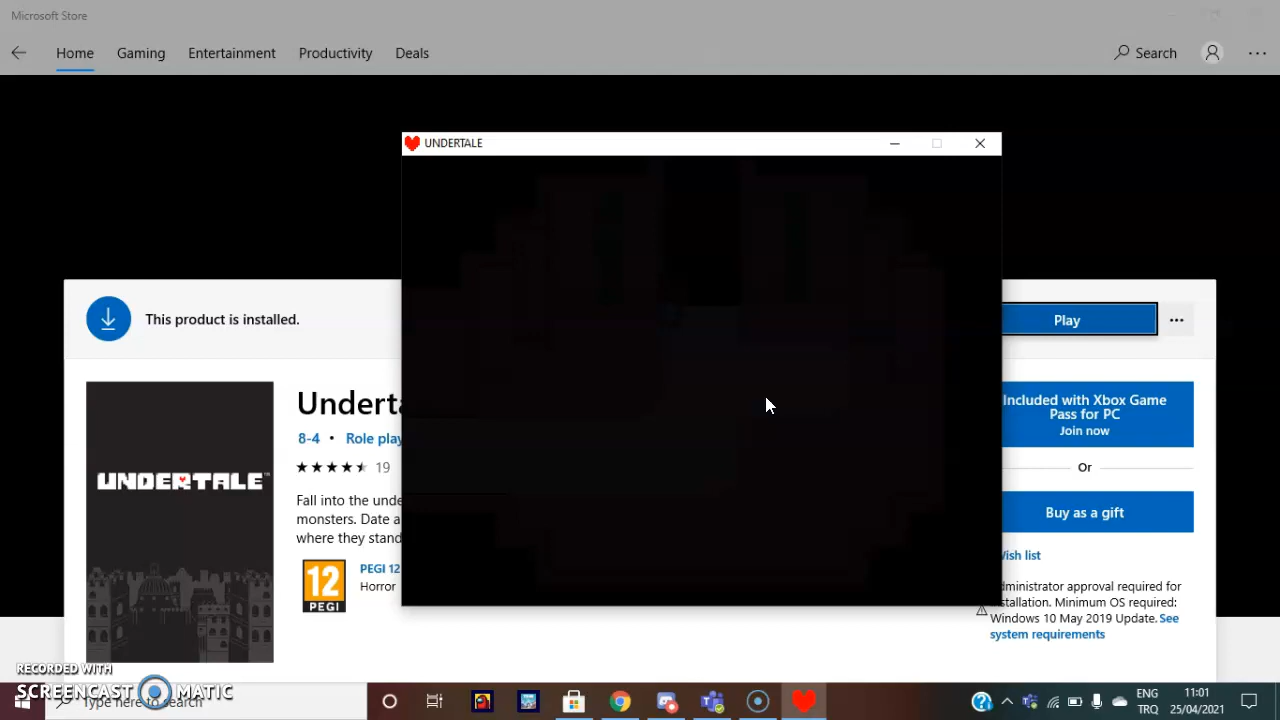 Microsoft Store
Home Gaming Entertainment Productivity Deals Search
UNDERTALE
This product is installed.
Play
UNDERTALE
8-4 • Role play
19
Fall into the unde
monsters. Date a
where they stand
12
PEGI
PEGI 12
Horror
Included with Xbox Game
Pass for PC
Join now
Or
Buy as a gift
Wish list
dministrator approval required for
nstallation. Minimum OS required:
Windows 10 May 2019 Update. See
system requirements
RECORDED WITH
SCREENCAST MATIC
Type here to search
ENG
TRQ
11:01
25/04/2021